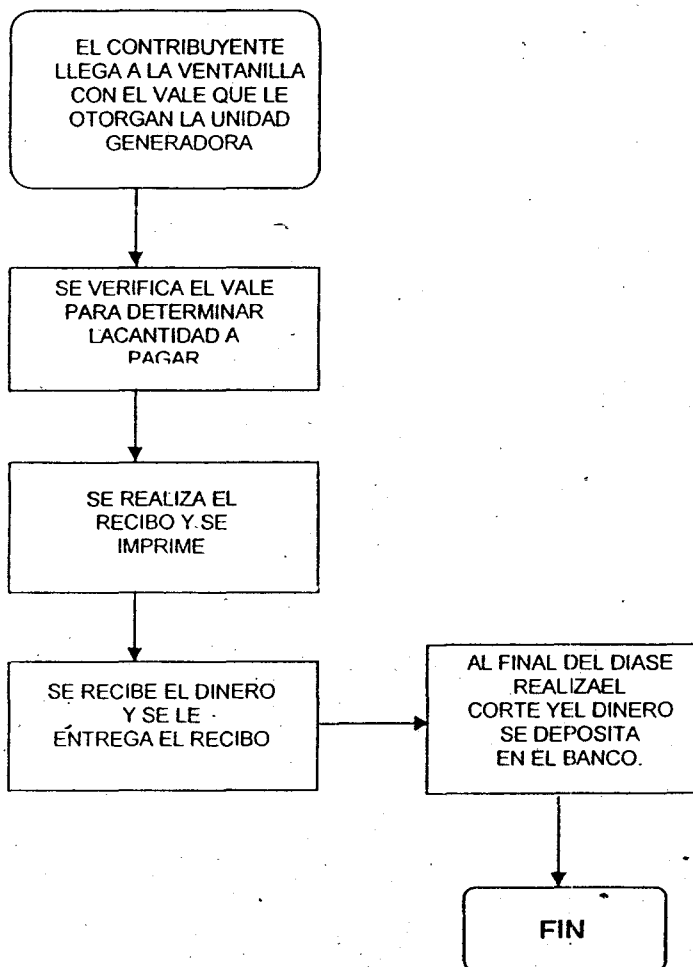 EL CONTRIBUYENTE
LLEGA A LA VENTANILLA
CON EL VALE QUE LE
OTORGAN LA UNIDAD
GENERADORA
SE VERIFICA EL VALE
PARA DETERMINAR
LACANTIDAD A
PAGAR
SE REALIZA EL
RECIBO Y SE
IMPRIME
SE RECIBE EL DINERO
Y SE LE
ENTREGA EL RECIBO
AL FINAL DEL DIASE
REALIZAEL
CORTE YEL DINERO
SE DEPOSITA
EN EL BANCO.
FIN